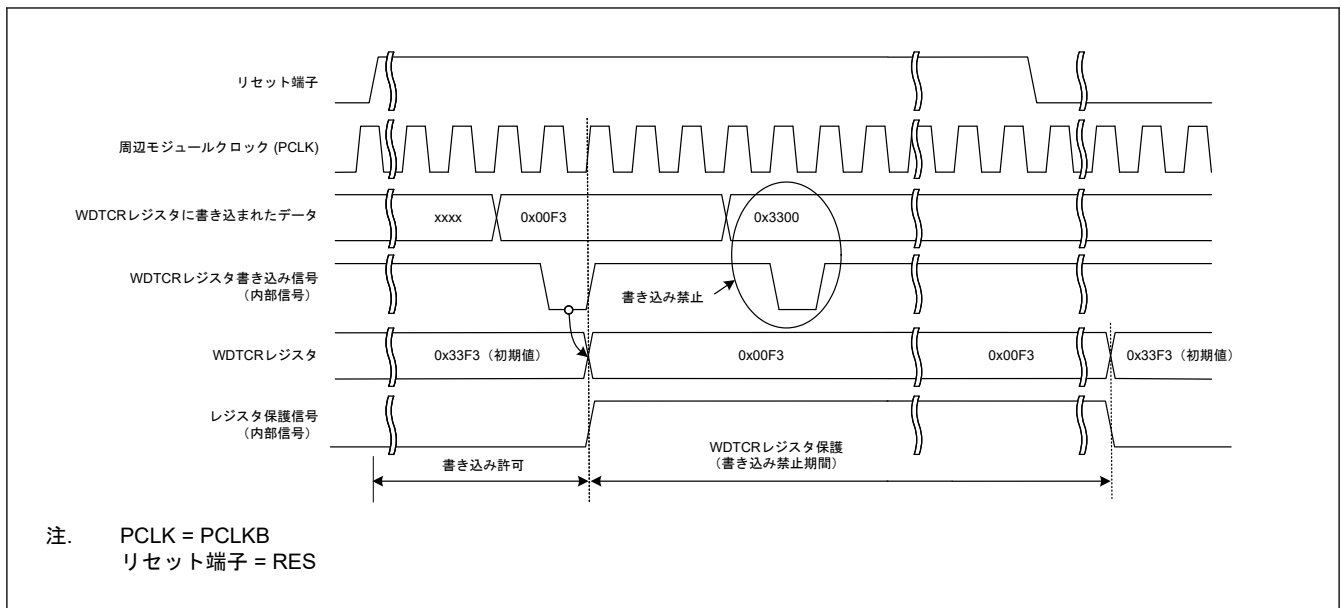 リセット端子
周辺モジュールクロック (PCLK)
WDTCRレジスタに書き込まれたデータ
xxxx
0x00F3
0x3300
WDTCRレジスタ書き込み信号
（内部信号）
書き込み禁止
WDTCRレジスタ
0x33F3（初期値）
0x00F3
0x00F3
0x33F3（初期値）
レジスタ保護信号
（内部信号）
書き込み許可
WDTCRレジスタ保護
（書き込み禁止期間）
注. PCLK = PCLKB
リセット端子 = RES